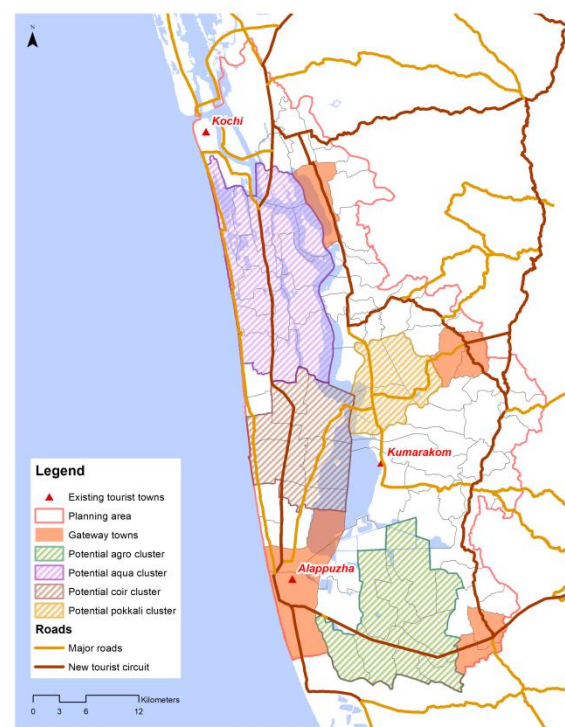 N
Kochi
Kumarakom
Alappuzha
Legend
Existing tourist towns
Planning area
Gateway towns
Potential agro cluster
Potential aqua cluster
Potential coir cluster
Potential pokkali cluster
Roads
Major roads
New tourist circuit
Kilometers
0 3 6 12